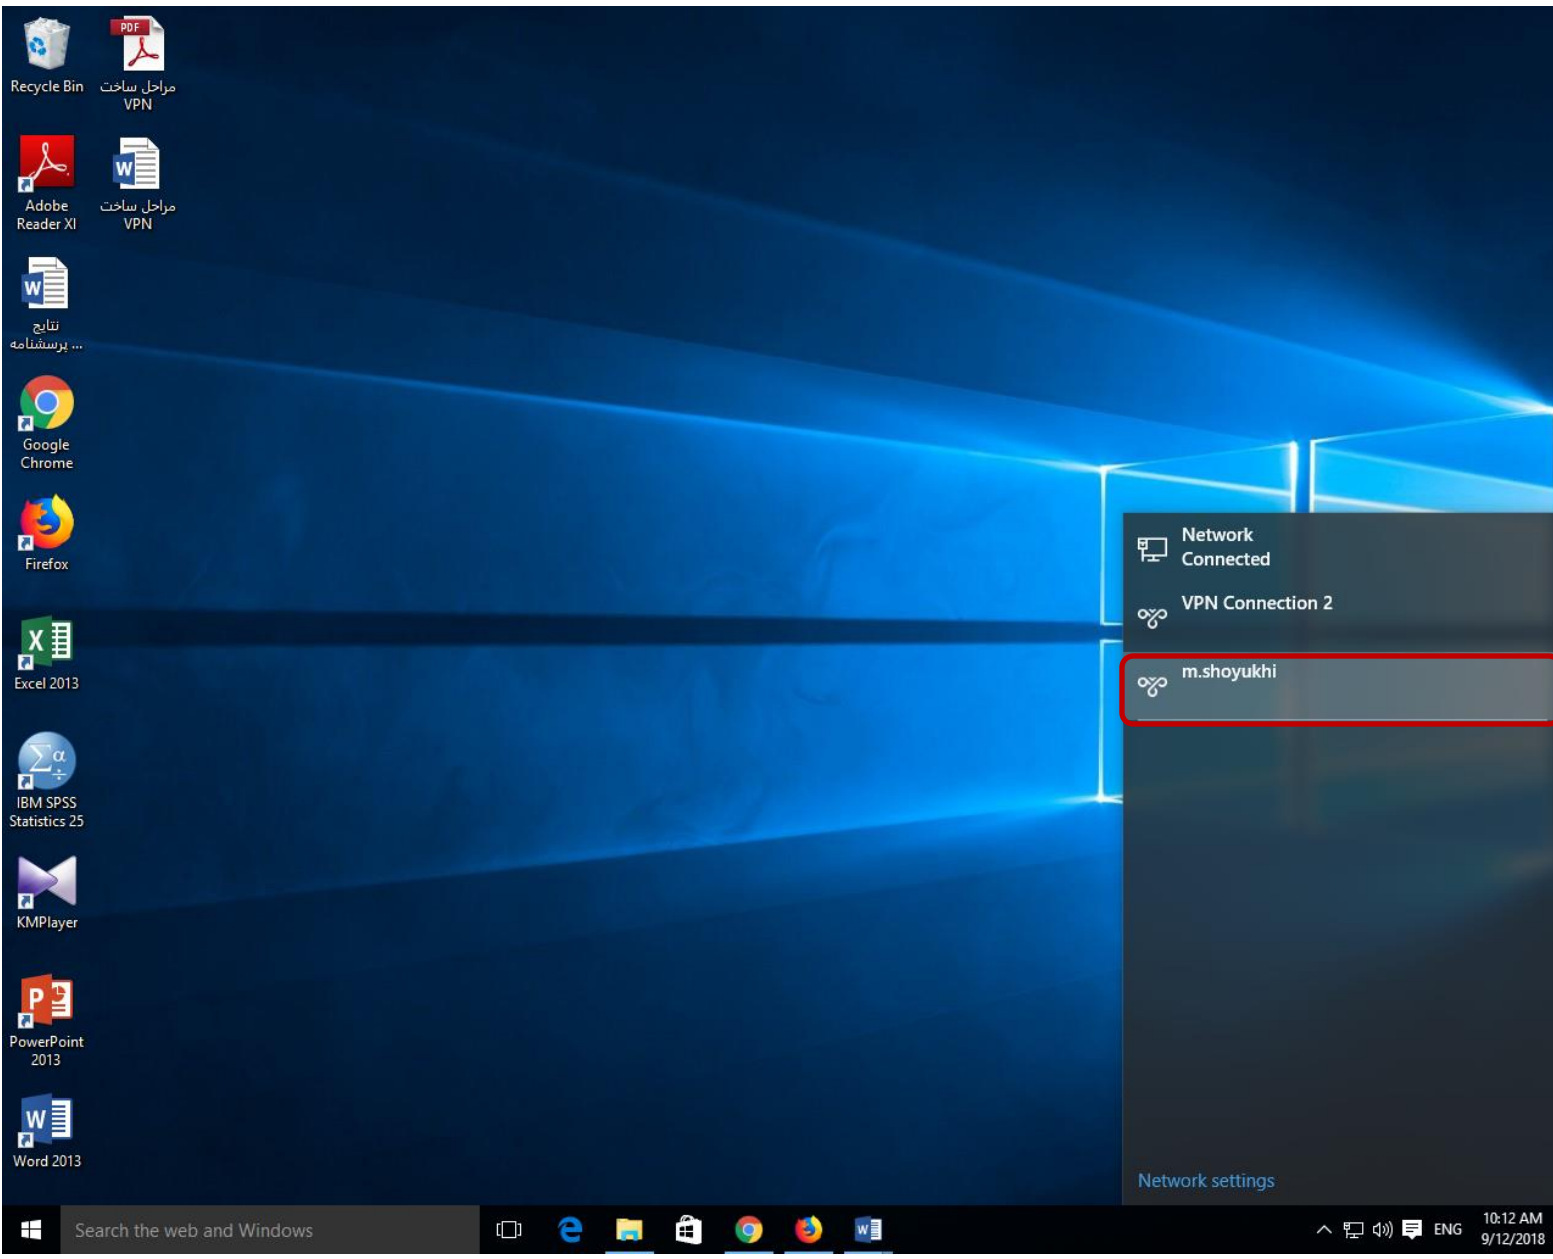 Recycle Bin
PDF
مراحل ساخت
VPN
Adobe
Reader XI
مراحل ساخت
VPN
نتایج
پرسشنامه ...
Google
Chrome
Firefox
Excel 2013
IBM SPSS
Statistics 25
KMPlayer
PowerPoint
2013
Word 2013
Network
Connected
VPN Connection 2
m.shoyukhi
Network settings
Search the web and Windows
ENG
10:12 AM
9/12/2018